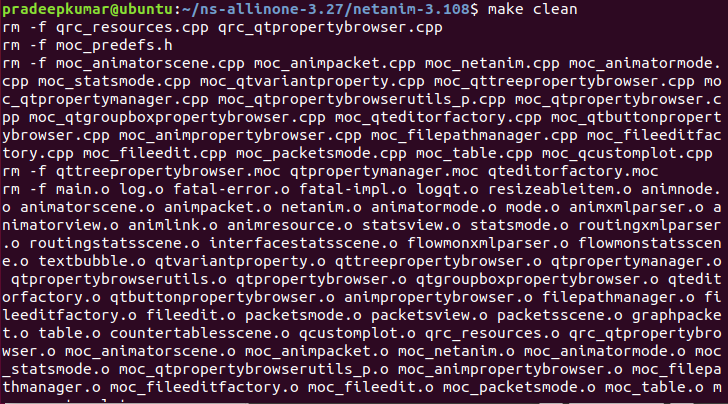 pradeepkumar@ubuntu:~/ns-allinone-3.27/netanim-3.108$ make clean
rm -f qrc_resources.cpp qrc_qtpropertybrowser.cpp
rm -f moc_predefs.h
rm -f moc_animatorscene.cpp moc_animpacket.cpp moc_netanim.cpp moc_animatormode.
cpp moc_statsmode.cpp moc_qtvariantproperty.cpp moc_qttreepropertybrowser.cpp mo
c_qtpropertymanager.cpp moc_qtpropertybrowserutils_p.cpp moc_qtpropertybrowser.c
pp moc_qtgroupboxpropertybrowser.cpp moc_qteditorfactory.cpp moc_qtbuttonpropert
ybrowser.cpp moc_animpropertybrowser.cpp moc_filepathmanager.cpp moc_fileeditfac
tory.cpp moc_fileedit.cpp moc_packetsmode.cpp moc_table.cpp moc_qcustomplot.cpp
rm -f qttreepropertybrowser.moc qtpropertymanager.moc qteditorfactory.moc
rm -f main.o log.o fatal-error.o fatal-impl.o logqt.o resizeableitem.o animnode.
o animatorscene.o animpacket.o netanim.o animatormode.o mode.o animxmlparser.o a
nimatorview.o animlink.o animresource.o statsview.o statsmode.o routingxmlparser
.o routingstatsscene.o interfacestatsscene.o flowmonxmlparser.o flowmonstatsscen
e.o textbubble.o qtvariantproperty.o qttreepropertybrowser.o qtpropertymanager.o
 qtpropertybrowserutils.o qtpropertybrowser.o qtgroupboxpropertybrowser.o qtedit
orfactory.o qtbuttonpropertybrowser.o animpropertybrowser.o filepathmanager.o fi
leeditfactory.o fileedit.o packetsmode.o packetsview.o packetsscene.o graphpacke
t.o table.o countertablesscene.o qcustomplot.o qrc_resources.o qrc_qtpropertybro
wser.o moc_animatorscene.o moc_animpacket.o moc_netanim.o moc_animatormode.o moc
_statsmode.o moc_qtpropertybrowserutils_p.o moc_animpropertybrowser.o moc_filepa
thmanager.o moc_fileeditfactory.o moc_fileedit.o moc_packetsmode.o moc_table.o m